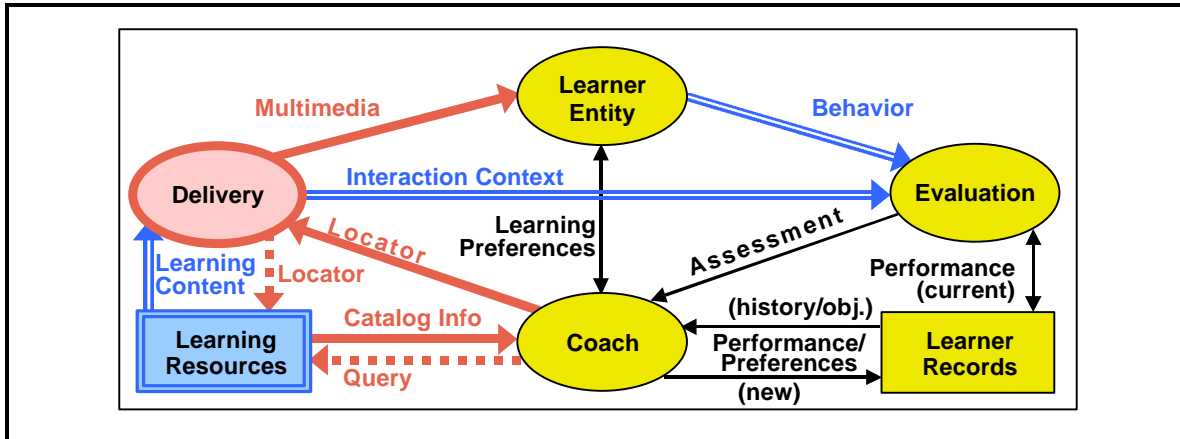 Learner
Entity
Multimedia
Behavior
Delivery
Interaction Context
Evaluation
Learning
Preferences
Locator
Assessment
Learning
Content
Locator
Performance
(current)
(history/obj.)
Learning
Resources
Catalog Info
Query
Coach
Performance/
Preferences
(new)
Learner
Records